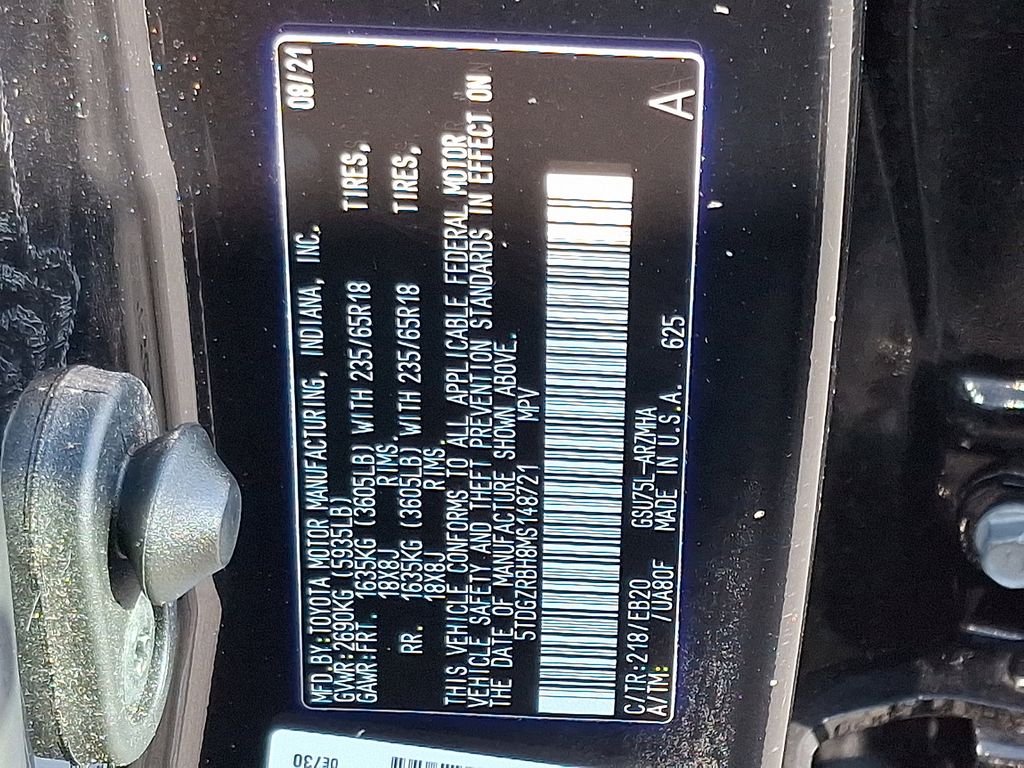 MFD.BY:TOYOTA MOTOR MANUFACTURING, INDIANA, INC. 08/21
GVWR:2690KG (5935LB)
GAWR:FRT. 1635KG (3605LB) WITH 235/65R18 TIRES,
18X8J RIMS.
RR. 1635KG (3605LB) WITH 235/65R18 TIRES,
18X8J RIMS.
THIS VEHICLE CONFORMS TO ALL APPLICABLE FEDERAL MOTOR
VEHICLE SAFETY AND THEFT PREVENTION STANDARDS IN EFFECT ON
THE DATE OF MANUFACTURE SHOWN ABOVE.
5TDGZRBH8MS148721 MPV
C/TR:218/EB20 GSU75L-ARZMHA
A/TM: /UA80F MADE IN U.S.A. 625 A
0E/30